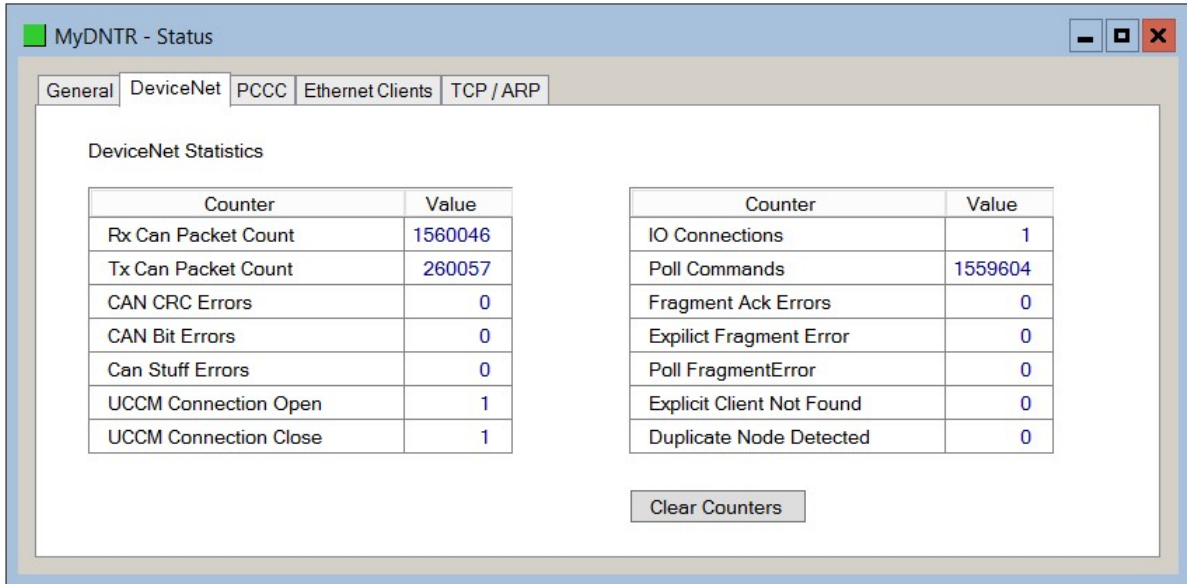 MyDNTR - Status
General DeviceNet PCCC Ethernet Clients TCP / ARP
DeviceNet Statistics
Counter Value
Rx Can Packet Count 1560046
Tx Can Packet Count 260057
CAN CRC Errors 0
CAN Bit Errors 0
Can Stuff Errors 0
UCCM Connection Open 1
UCCM Connection Close 1
Counter Value
IO Connections 1
Poll Commands 1559604
Fragment Ack Errors 0
Expilict Fragment Error 0
Poll FragmentError 0
Explicit Client Not Found 0
Duplicate Node Detected 0
Clear Counters